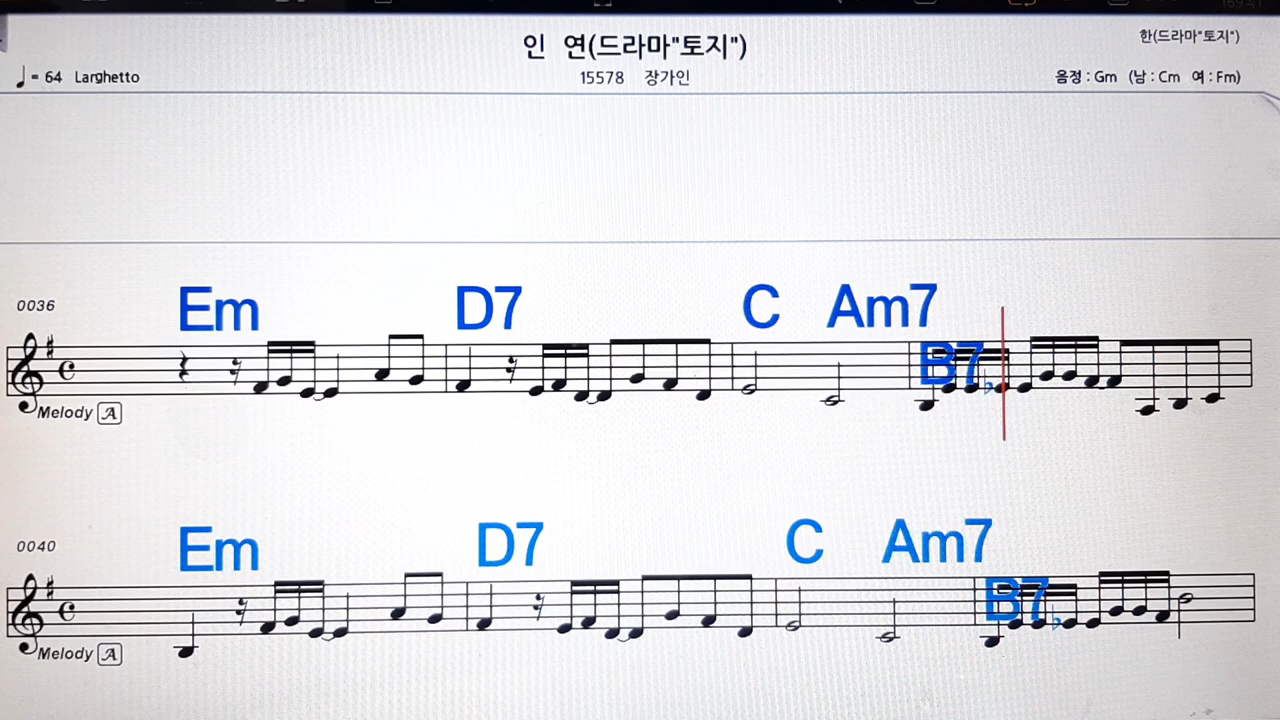 인 연(드라마"토지")
한(드라마"토지")
♩= 64 Larghetto
15578 장가인
음정 : Gm (남 : Cm 여 : Fm)
0036
Em D7 C Am7
B7
Melody A
0040
Em D7 C Am7
B7
Melody A